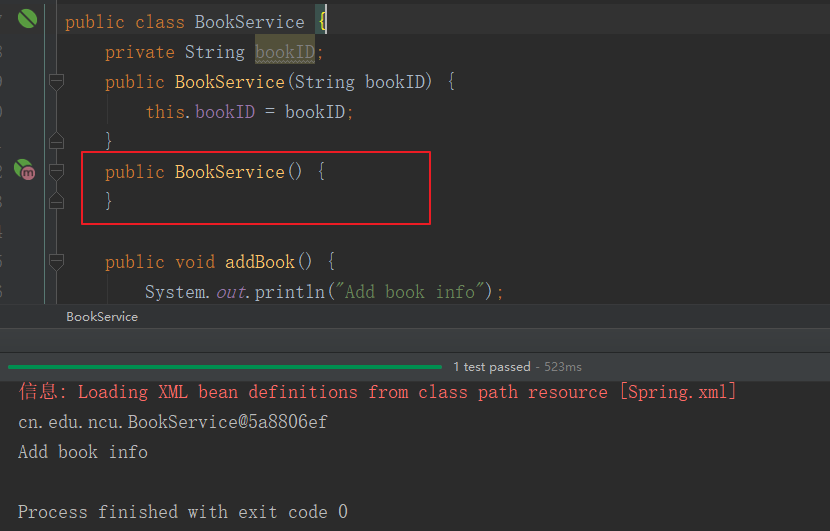 public class BookService {
private String bookID;
public BookService(String bookID) {
this.bookID = bookID;
}
public BookService() {
}
public void addBook() {
System.out.println("Add book info");
BookService
1 test passed - 523ms
信息: Loading XML bean definitions from class path resource [Spring.xml]
cn.edu.ncu.BookService@5a8806ef
Add book info
Process finished with exit code 0